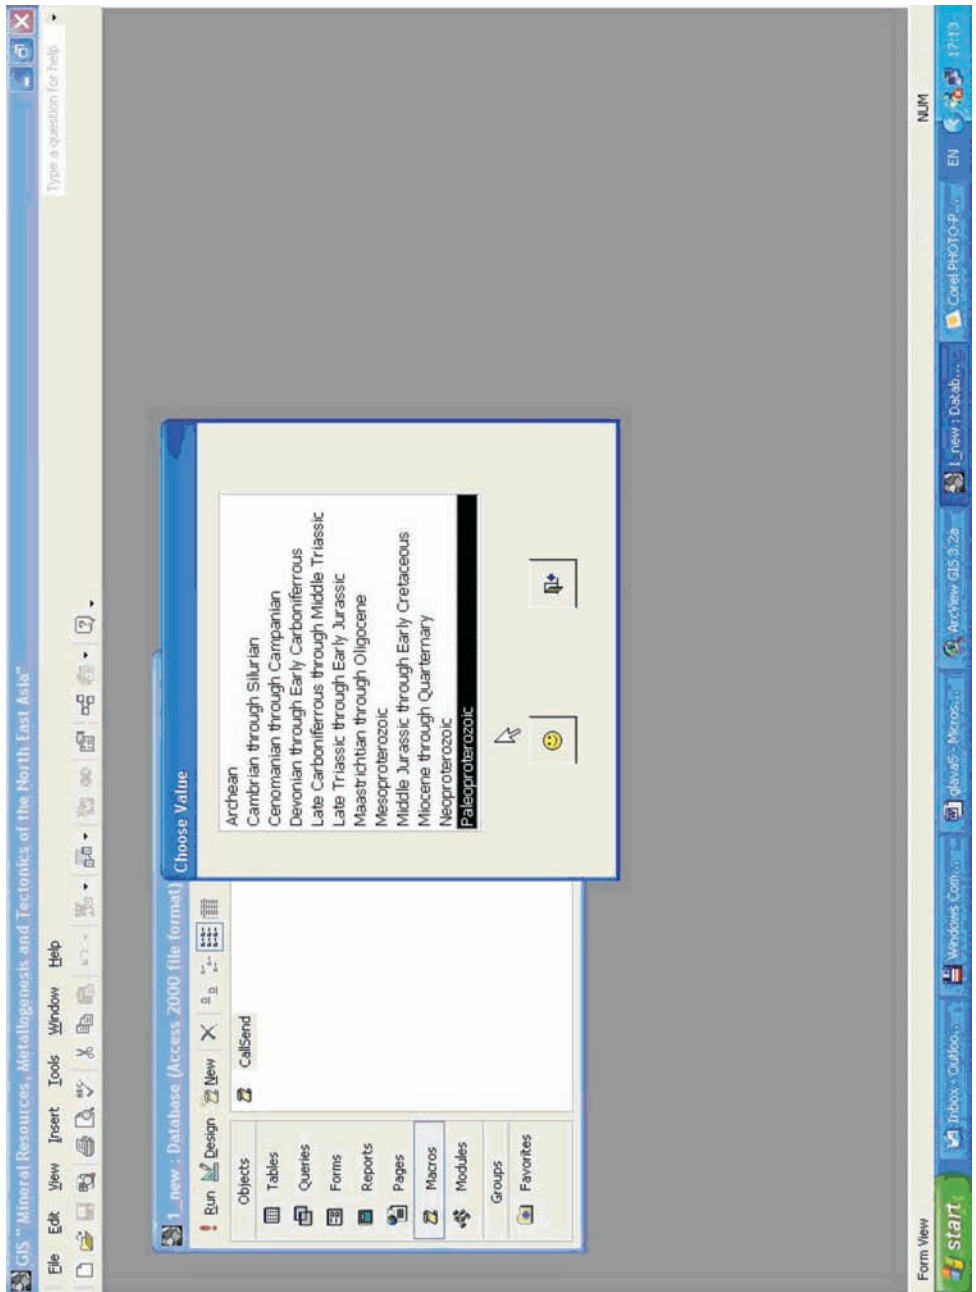 GIS " Mineral Resources, Metallogenesis and Tectonics of the North East Asia"
File Edit View Insert Tools Window Help
Type a question for help
1_new : Database (Access 2000 file format)
Run Design New
Objects
Tables
Queries
Forms
Reports
Pages
Macros
Modules
Groups
Favorites
CallSend
Choose Value
Archean
Cambrian through Silurian
Cenomanian through Campanian
Devonian through Early Carboniferrous
Late Carboniferrous through Middle Triassic
Late Triassic through Early Jurassic
Maastrichtian through Oligocene
Mesoproterozoic
Middle Jurassic through Early Cretaceous
Miocene through Quarternary
Neoproterozoic
Paleoproterozoic
Form View
NUM
start
Inbox - Outloo...
Windows Com...
glava5 - Micros...
ArcView GIS 3.2a
1_new : Datab...
Corel PHOTO-P...
EN
17:13